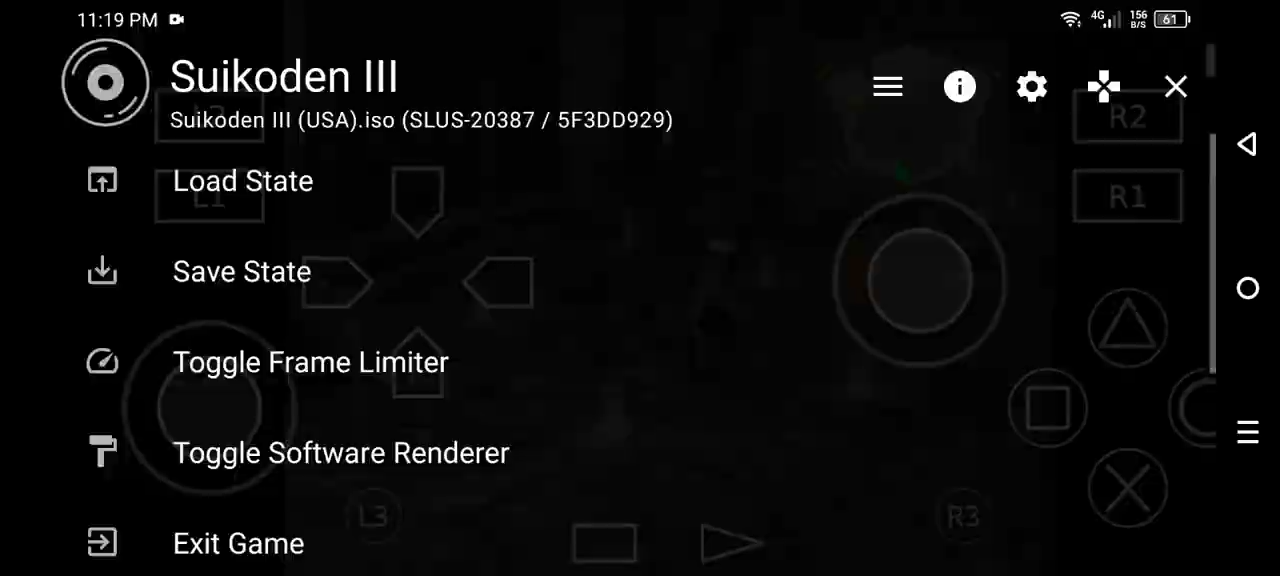 11:19 PM
4G
156
B/S
61
Suikoden III
Suikoden III (USA).iso (SLUS-20387 / 5F3DD929)
R2
Load State
L1
R1
Save State
Toggle Frame Limiter
Toggle Software Renderer
L3
R3
Exit Game